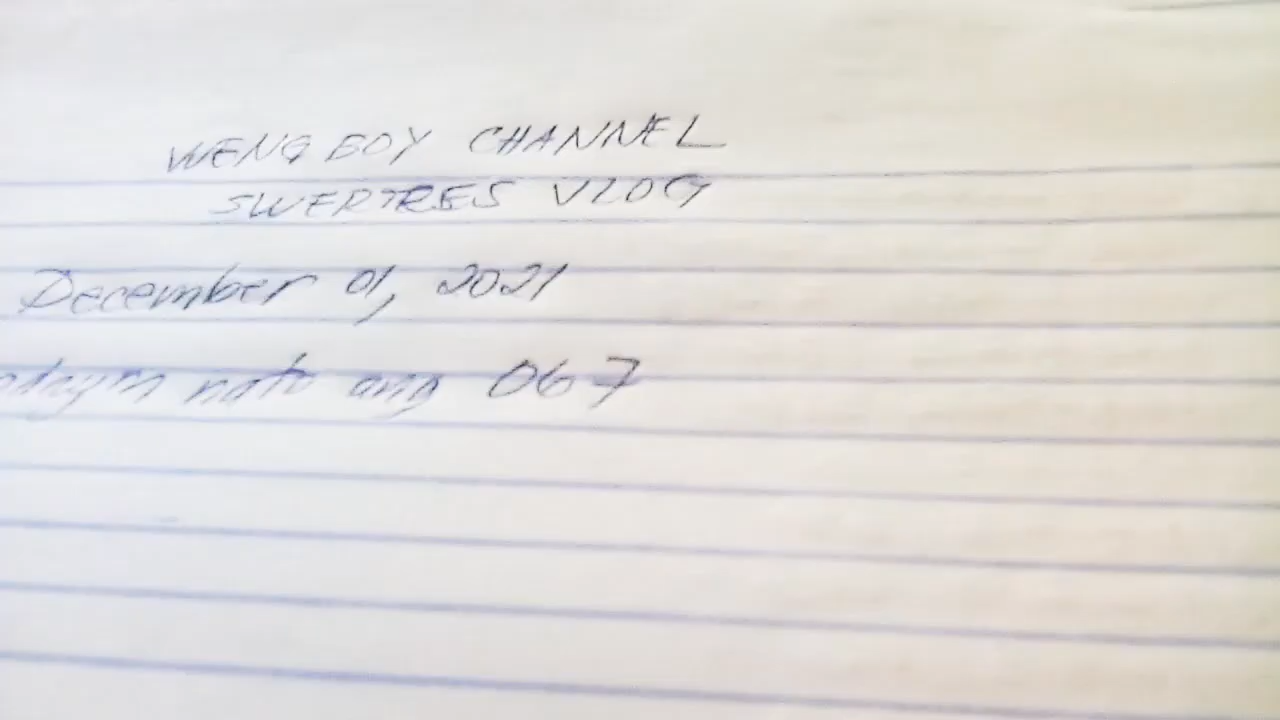 WENG BOY CHANNEL
SWERTRES VLOG
December 01, 2021
nato ang 067